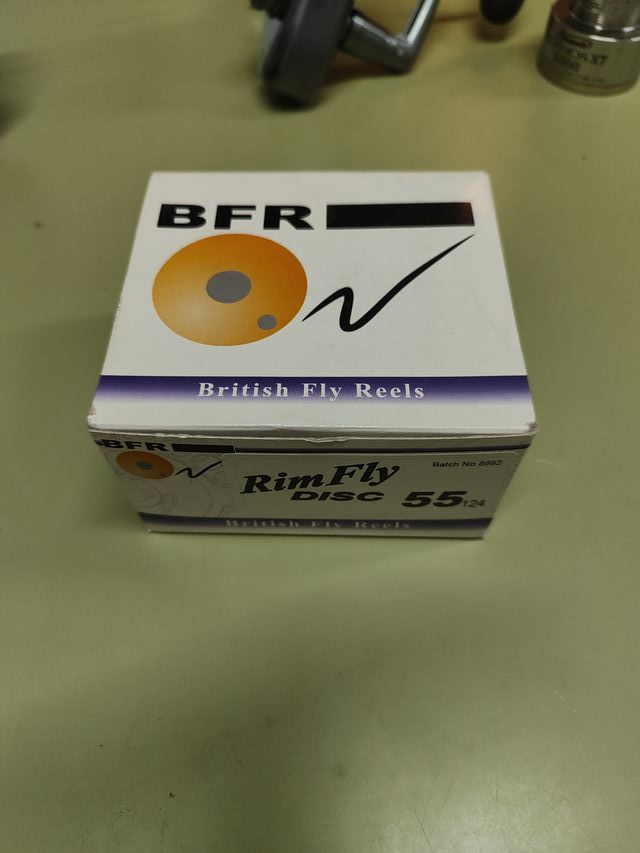 BFR
British Fly Reels
BFR
RimFly
DISC 55 124
Batch No 8692
British Fly Reels